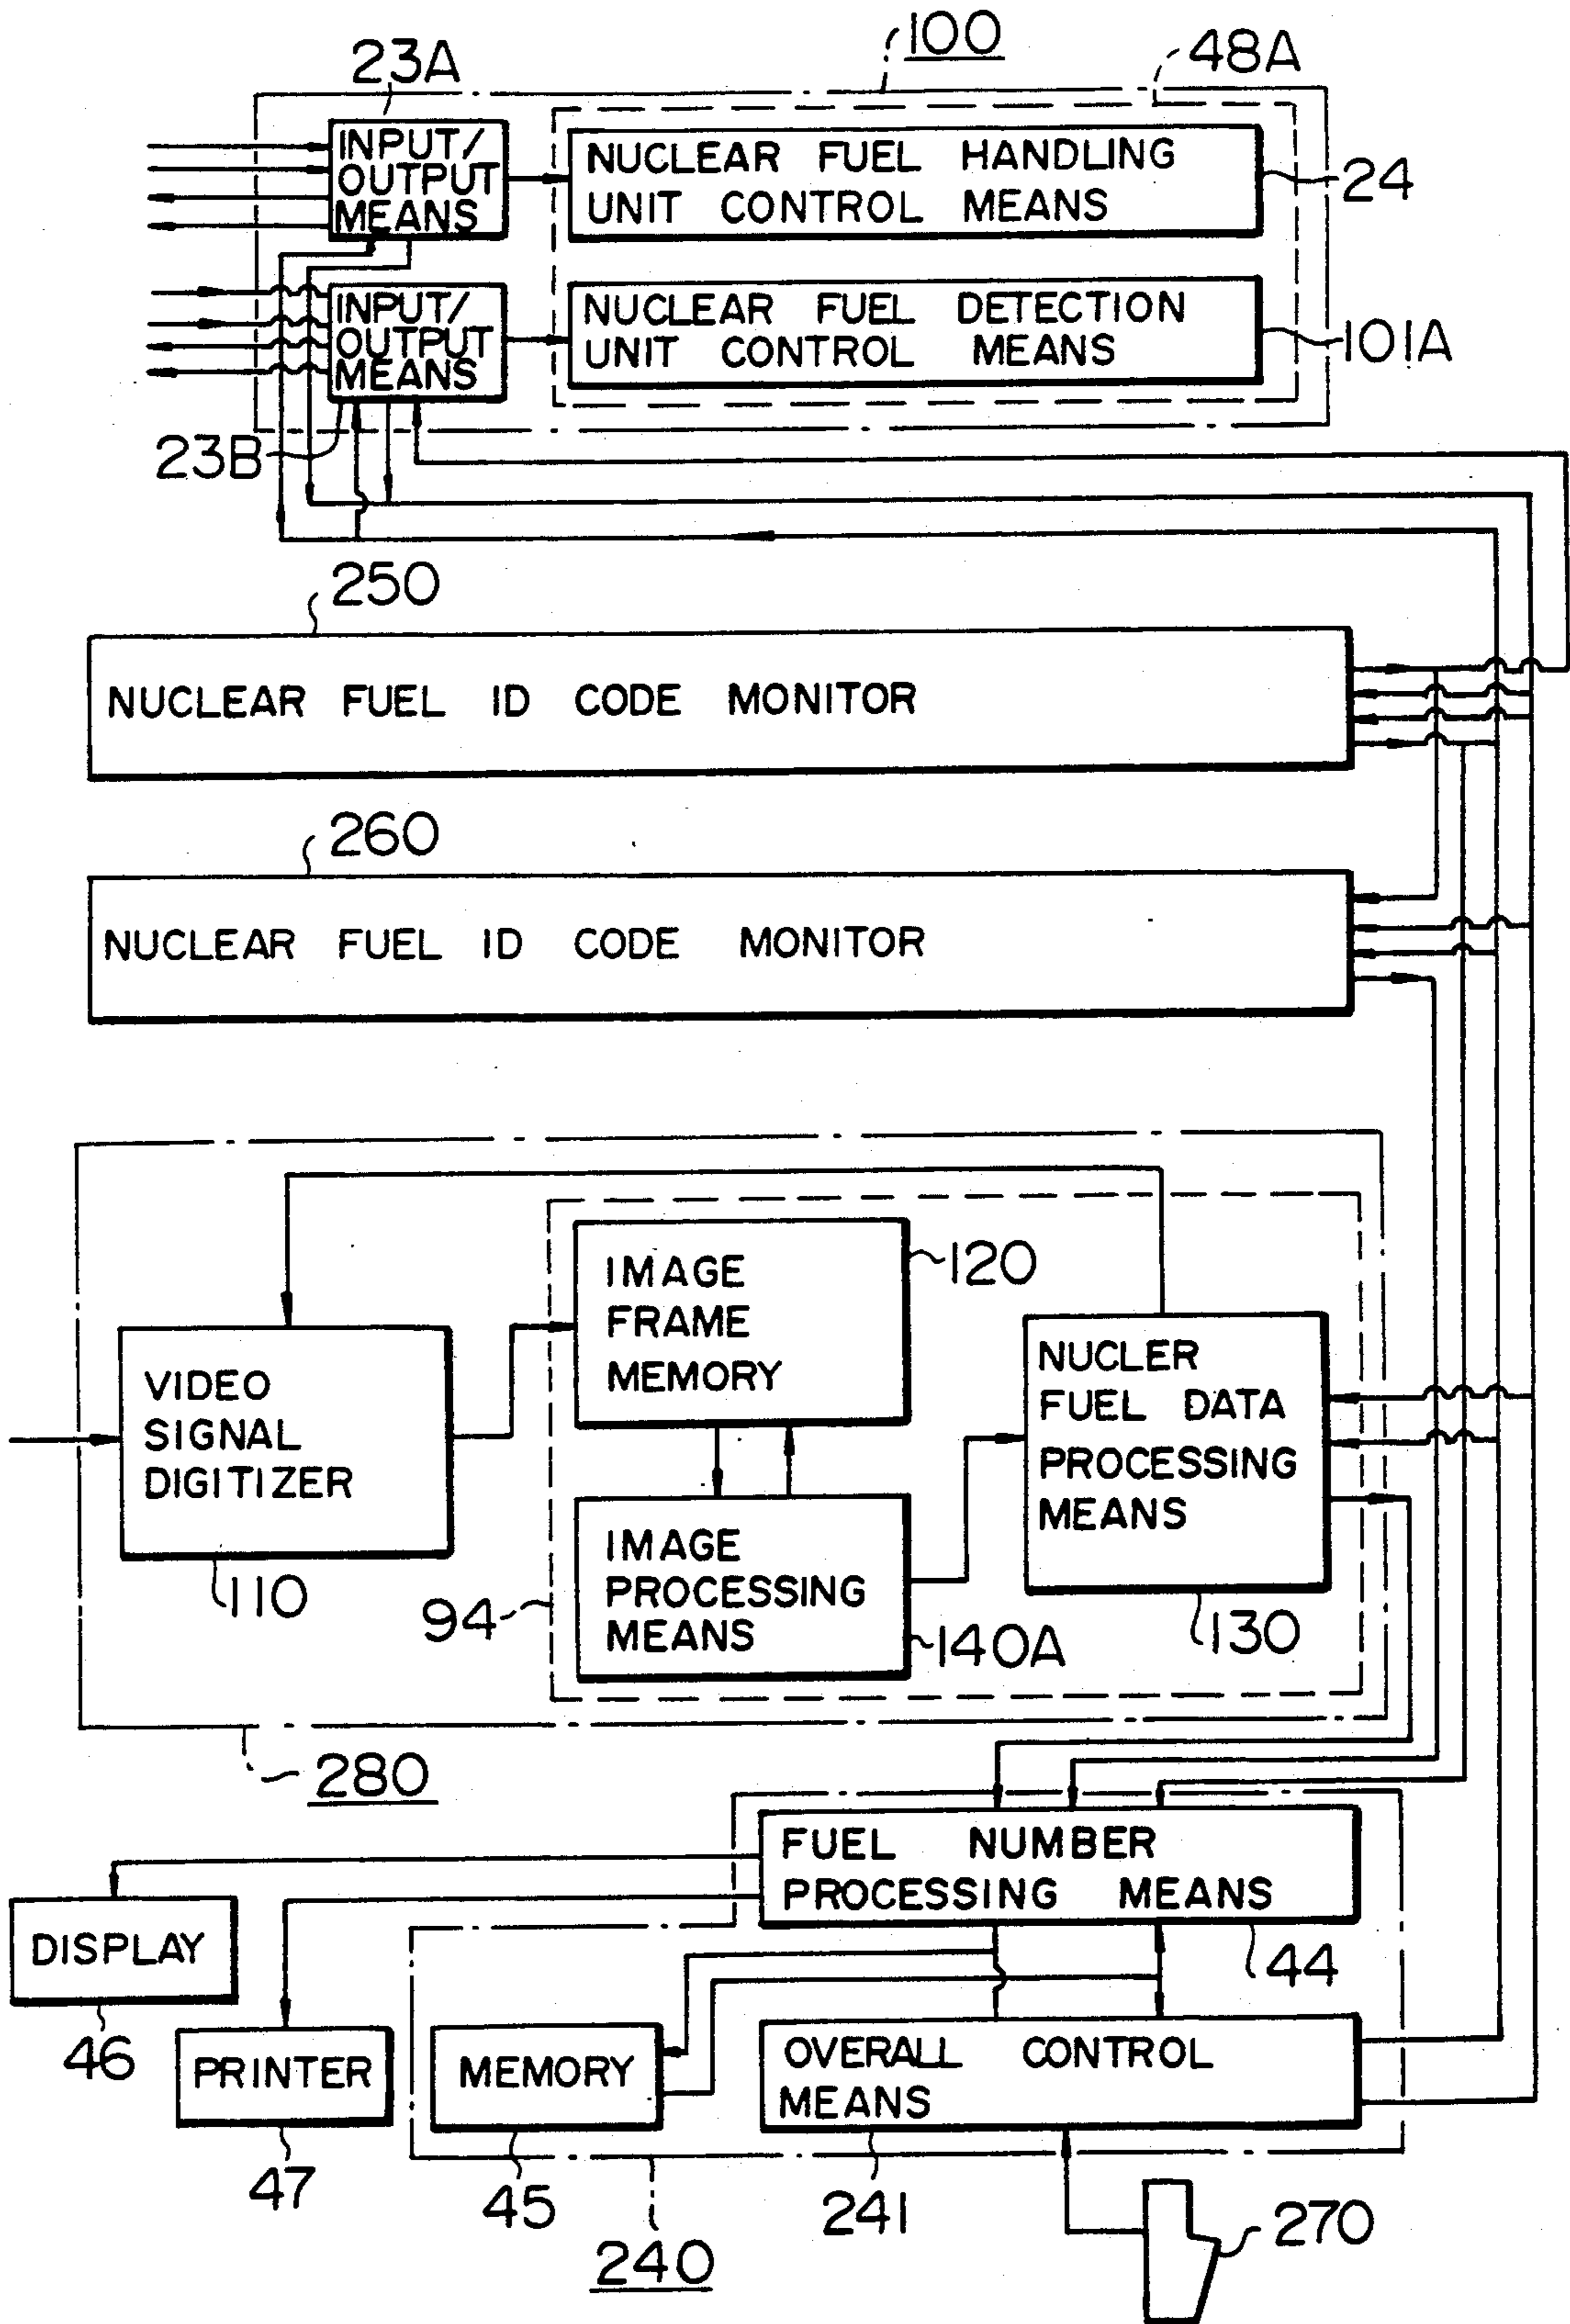 100
48A
23A
INPUT/
OUTPUT
MEANS
NUCLEAR FUEL HANDLING
UNIT CONTROL MEANS
24
INPUT/
OUTPUT
MEANS
NUCLEAR FUEL DETECTION
UNIT CONTROL MEANS
101A
23B
250
NUCLEAR FUEL ID CODE MONITOR
260
NUCLEAR FUEL ID CODE MONITOR
IMAGE
FRAME
MEMORY
120
VIDEO
SIGNAL
DIGITIZER
110
NUCLER
FUEL DATA
PROCESSING
MEANS
130
IMAGE
PROCESSING
MEANS
94
140A
280
FUEL NUMBER
PROCESSING MEANS
44
DISPLAY
46
PRINTER
47
MEMORY
45
OVERALL CONTROL
MEANS
241
240
270